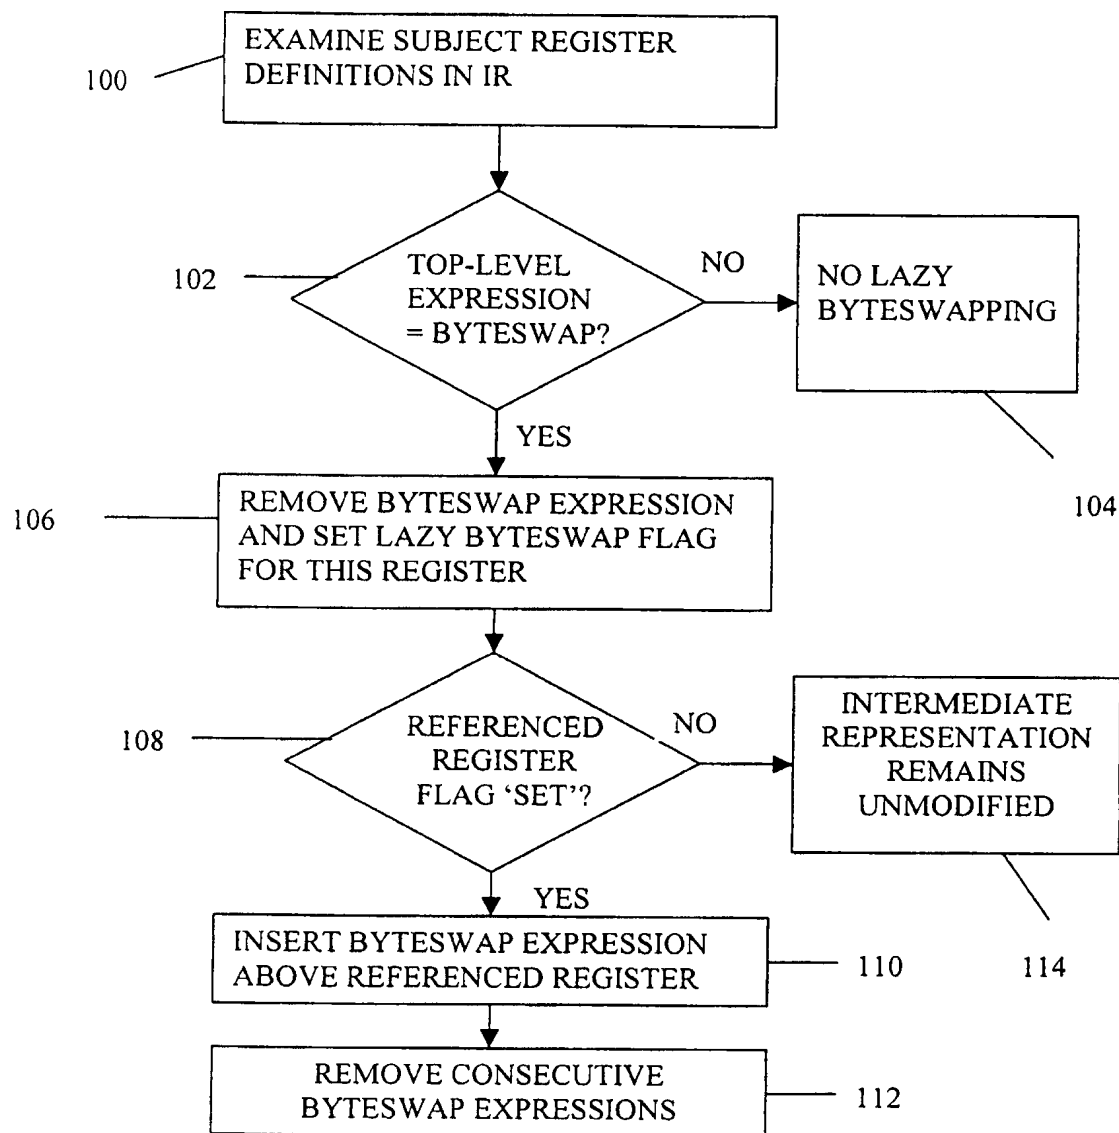 EXAMINE SUBJECT REGISTER
DEFINITIONS IN IR
100
102
TOP-LEVEL
EXPRESSION
= BYTESWAP?
NO
NO LAZY
BYTESWAPPING
104
YES
106
REMOVE BYTESWAP EXPRESSION
AND SET LAZY BYTESWAP FLAG
FOR THIS REGISTER
108
REFERENCED
REGISTER
FLAG ‘SET’?
NO
INTERMEDIATE
REPRESENTATION
REMAINS
UNMODIFIED
114
YES
INSERT BYTESWAP EXPRESSION
ABOVE REFERENCED REGISTER
110
REMOVE CONSECUTIVE
BYTESWAP EXPRESSIONS
112